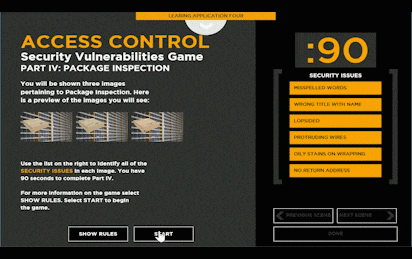 LEARING APPLICATION FOUR
ACCESS CONTROL
Security Vulnerabilities Game
PART IV: PACKAGE INSPECTION
You will be shown three images
pertaining to Package Inspection. Here
is a preview of the images you will see:
Use the list on the right to identify all of the
SECURITY ISSUES in each image. You have
90 seconds to complete Part IV.
For more information on the game select
SHOW RULES. Select START to begin
the game.
SHOW RULES
START
:90
SECURITY ISSUES
MISSPELLED WORDS
WRONG TITLE WITH NAME
LOPSIDED
PROTRUDING WIRES
OILY STAINS ON WRAPPING
NO RETURN ADDRESS
PREVIOUS SCENE
NEXT SCENE
DONE